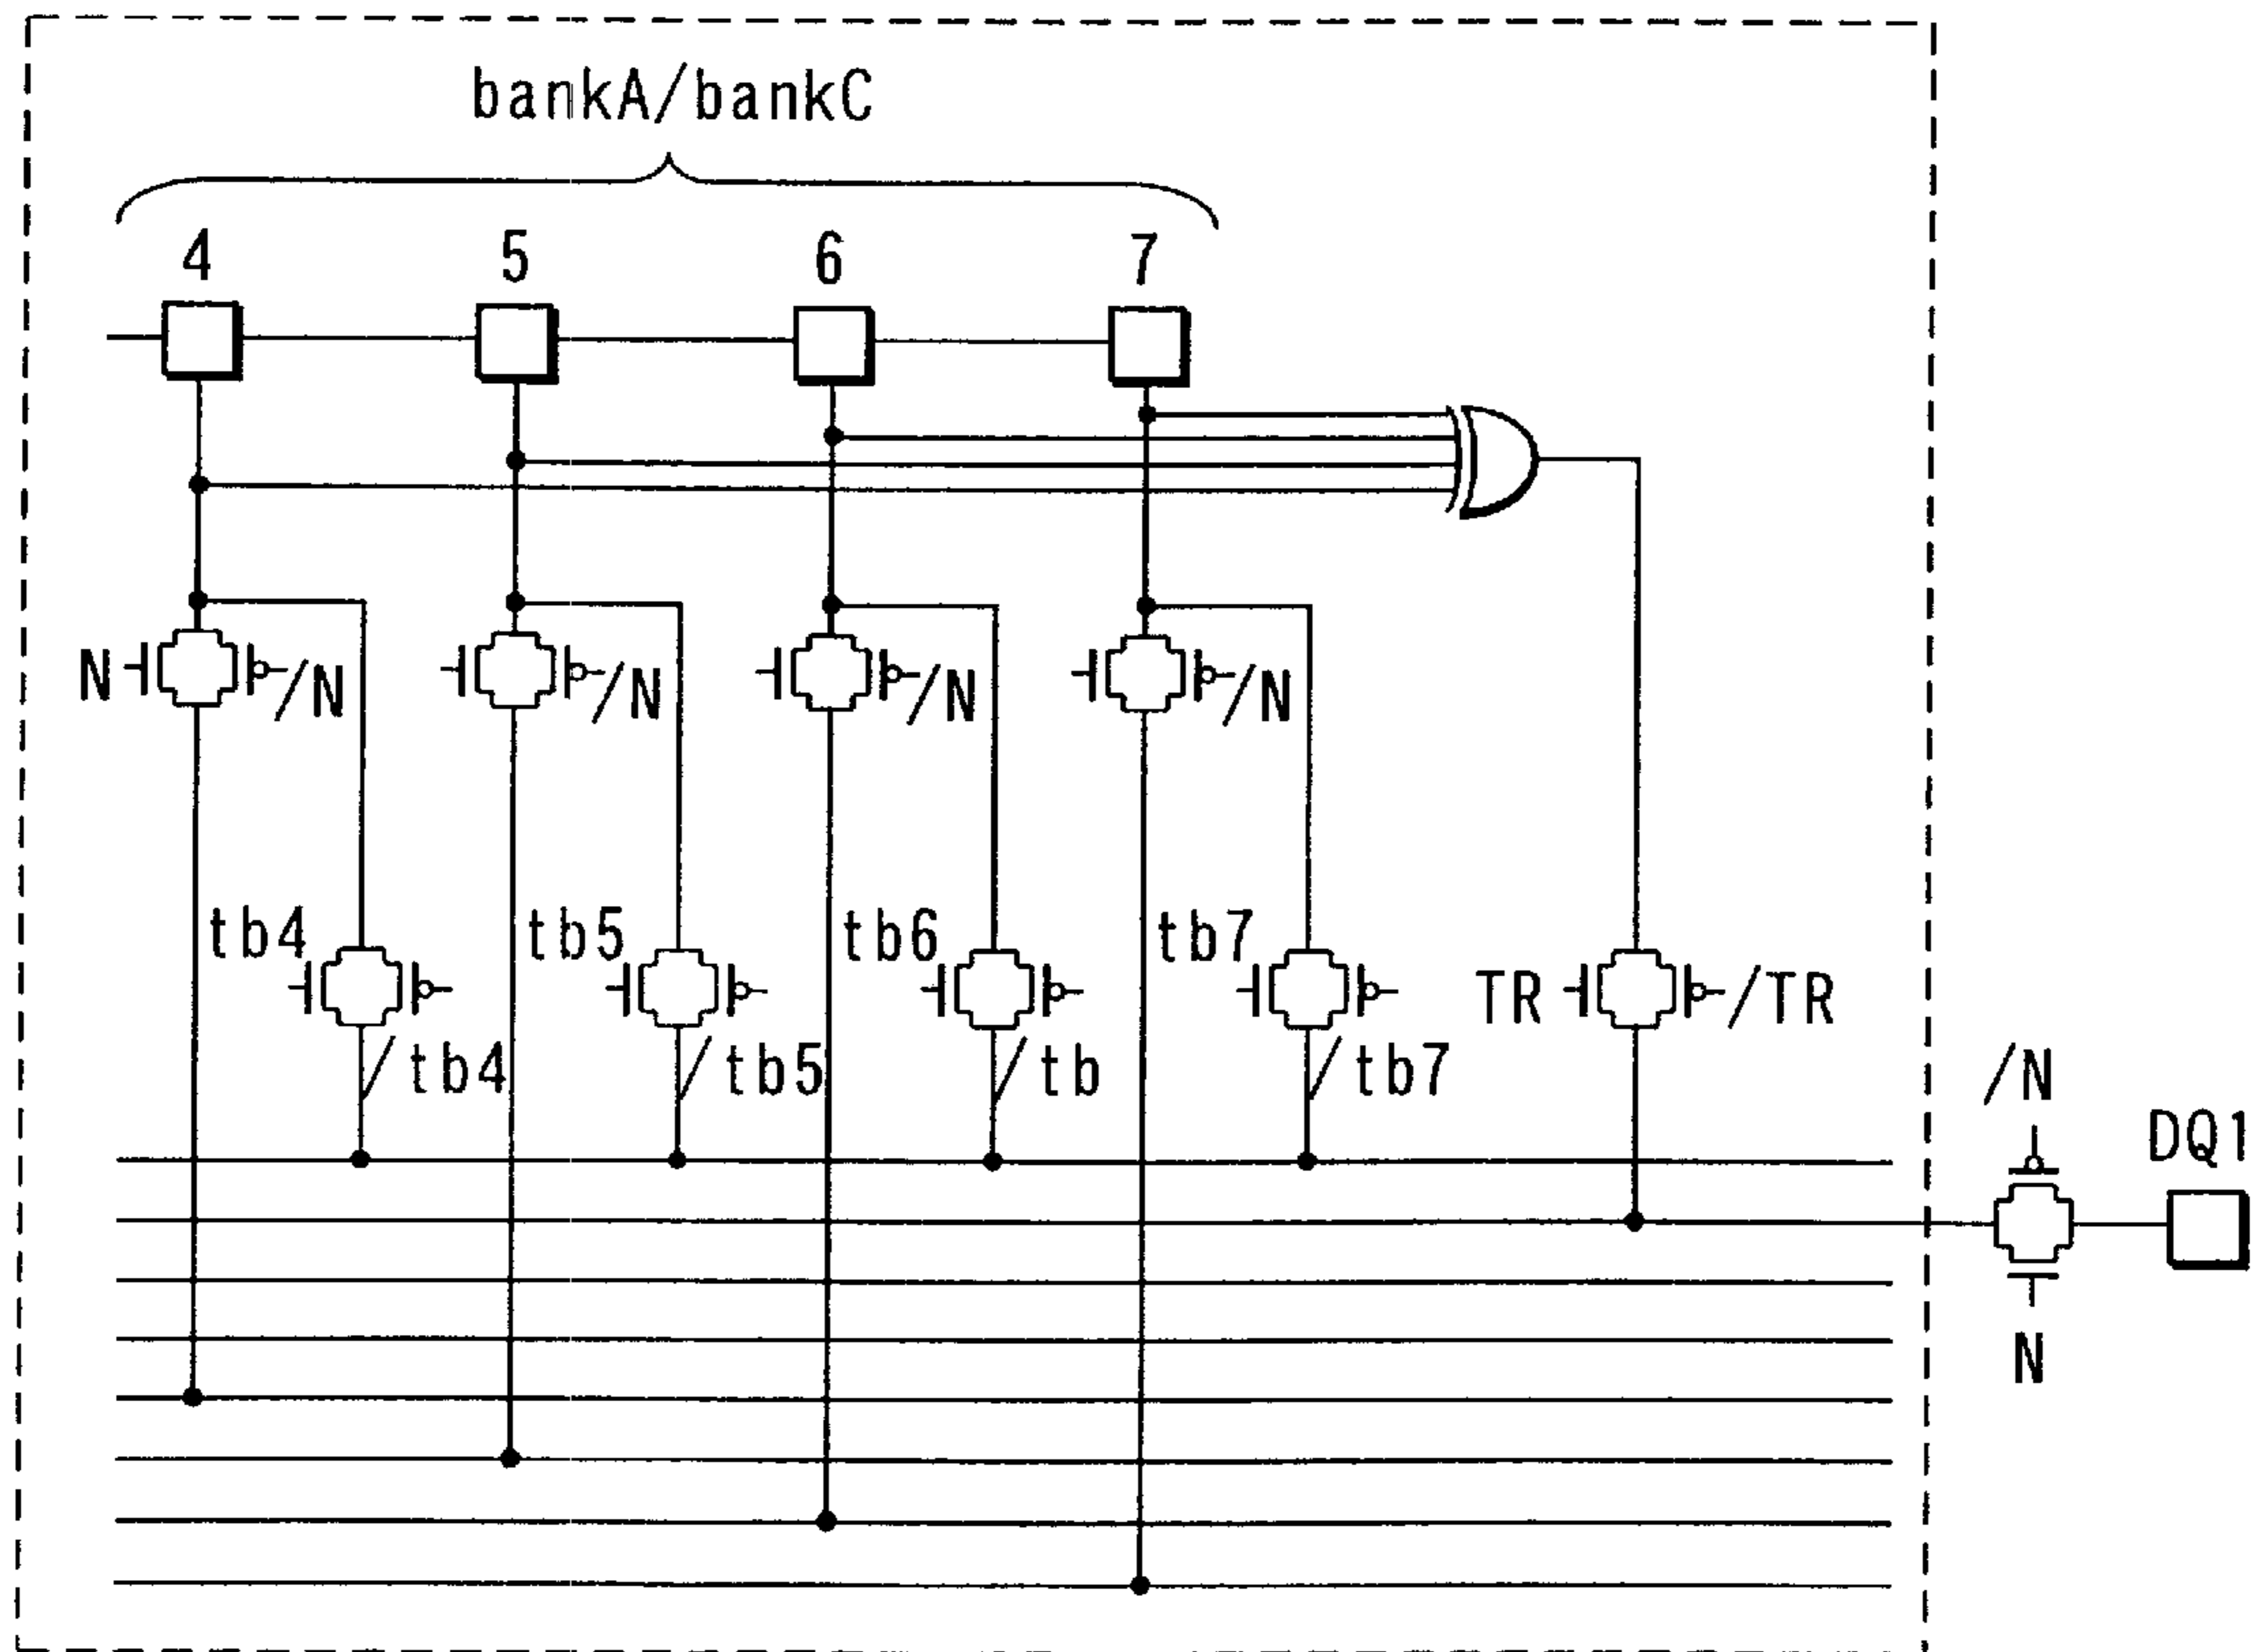 bankA/bankC
4 5 6 7
N /N /N /N /N
tb4 tb5 tb6 tb7
TR /TR
/tb4 /tb5 /tb /tb7
/N
DQ1
N